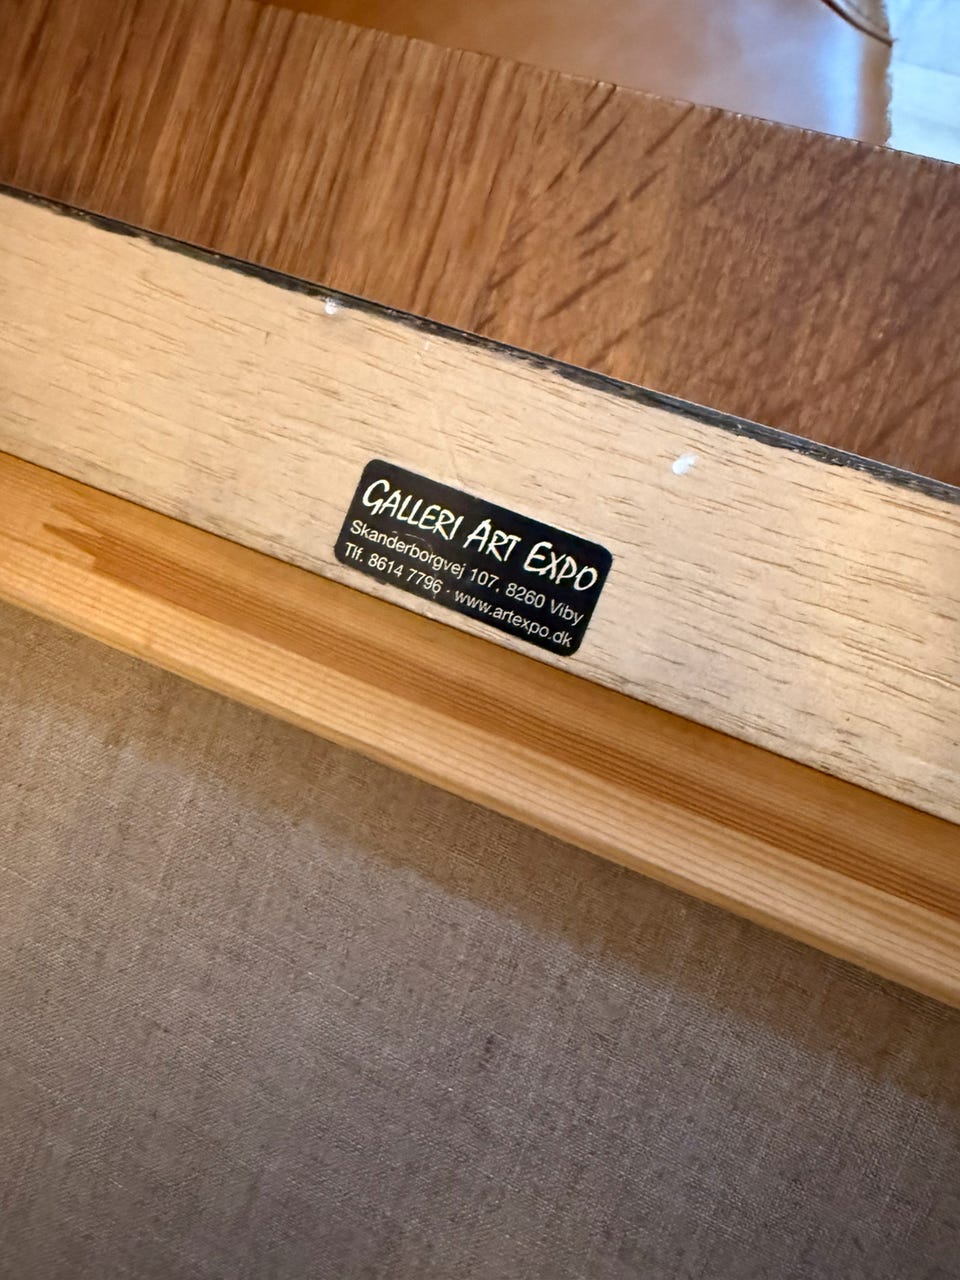 GALLERI ART EXPO
Skanderborgvej 107, 8260 Viby
Tlf. 8614 7796 · www.artexpo.dk